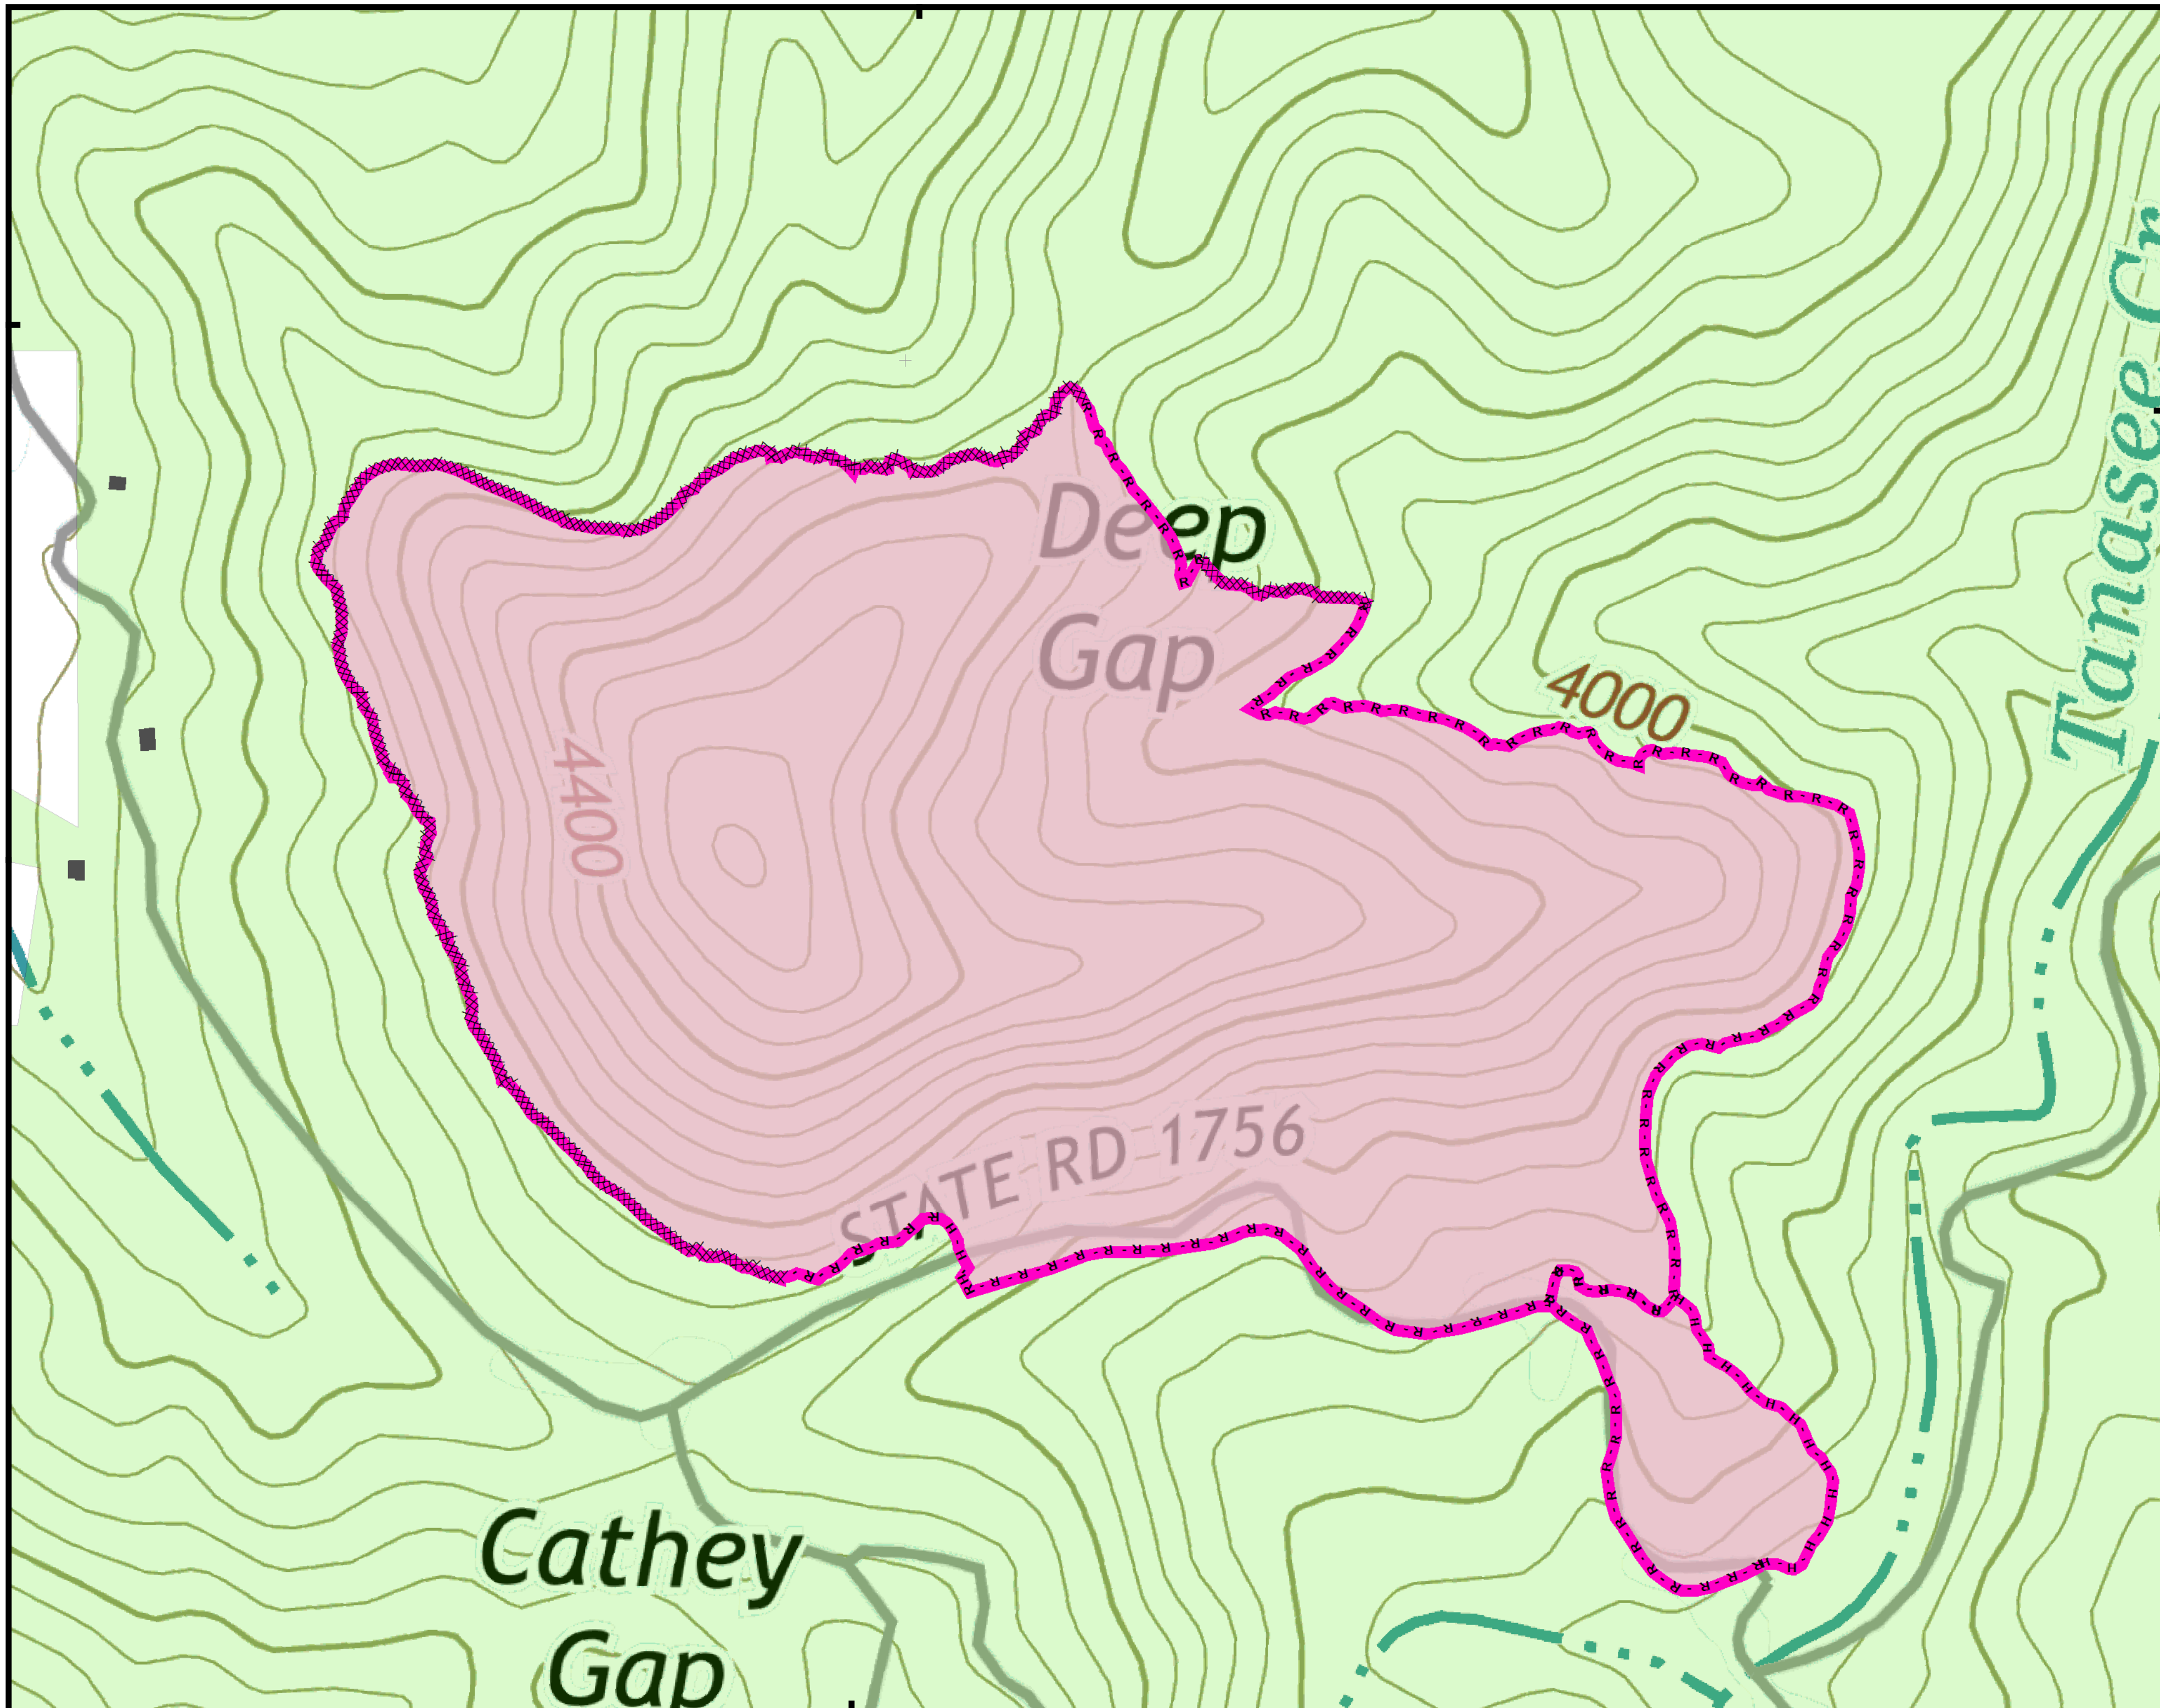 Deep
Gap
4000
4400
Tanasee Cr
STATE RD 1756
Cathey
Gap